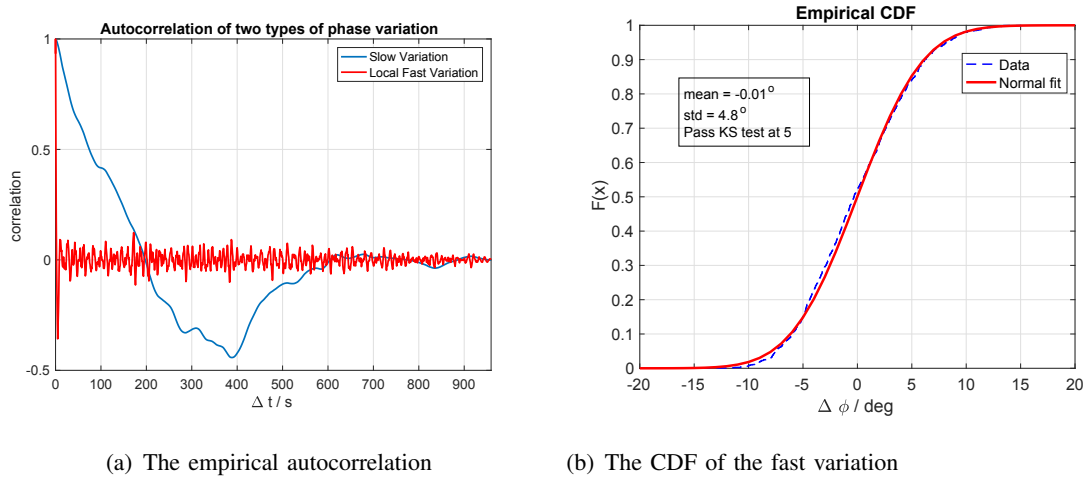 Autocorrelation of two types of phase variation
Slow Variation
Local Fast Variation
1
0.5
0
-0.5
correlation
0 100 200 300 400 500 600 700 800 900
Δ t / s
(a) The empirical autocorrelation
Empirical CDF
Data
Normal fit
mean = -0.01°
std = 4.8°
Pass KS test at 5
1
0.9
0.8
0.7
0.6
0.5
0.4
0.3
0.2
0.1
0
F(x)
-20 -15 -10 -5 0 5 10 15 20
Δ ϕ / deg
(b) The CDF of the fast variation